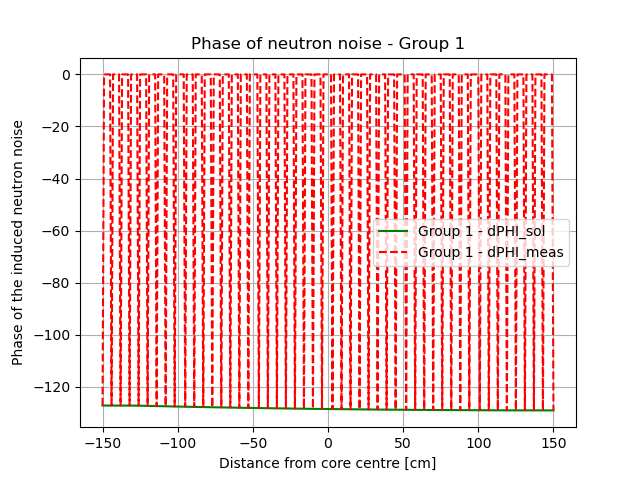 Phase of neutron noise - Group 1
Phase of the induced neutron noise
0
−20
−40
−60
−80
−100
−120
Group 1 - dPHI_sol
Group 1 - dPHI_meas
−150
−100
−50
0
50
100
150
Distance from core centre [cm]